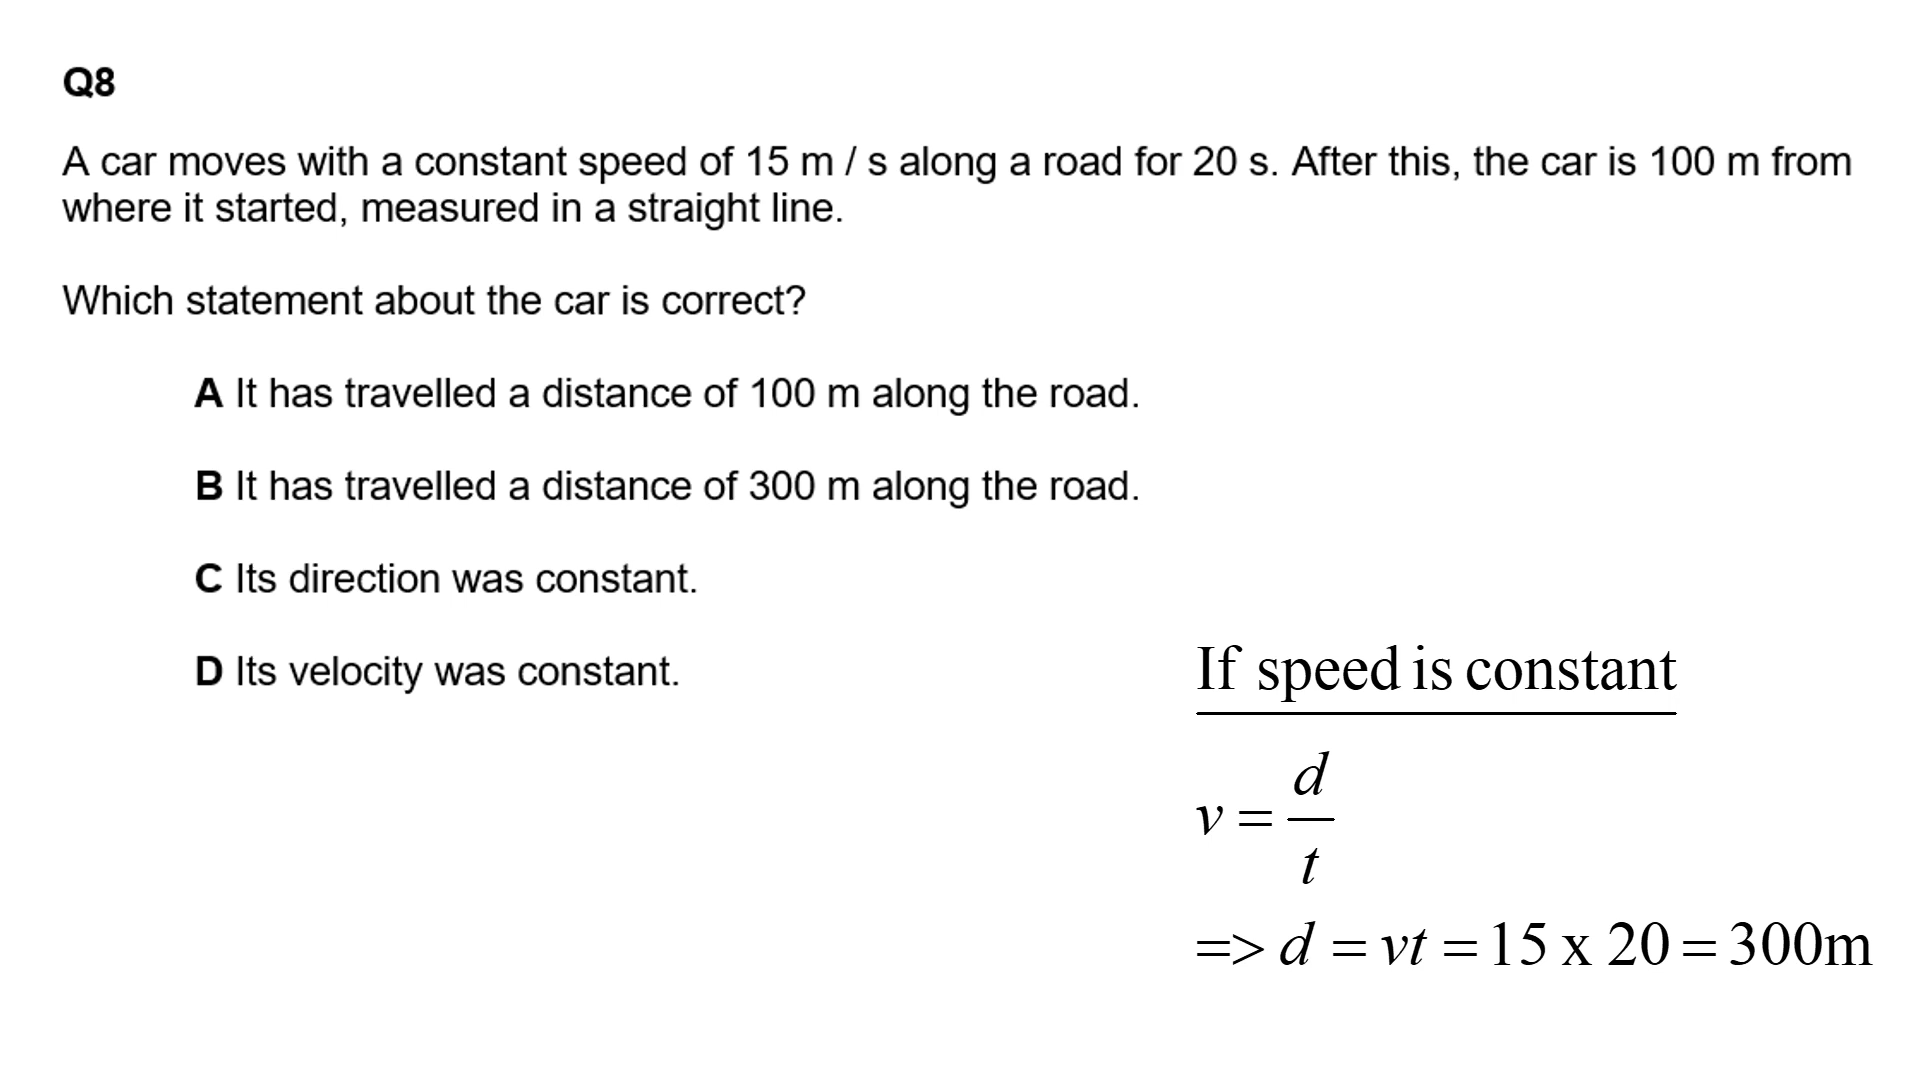 Q8
A car moves with a constant speed of 15 m / s along a road for 20 s. After this, the car is 100 m from
where it started, measured in a straight line.
Which statement about the car is correct?
A It has travelled a distance of 100 m along the road.
B It has travelled a distance of 300 m along the road.
C Its direction was constant.
D Its velocity was constant.
If speed is constant
v = d/t
=> d = vt = 15 x 20 = 300m